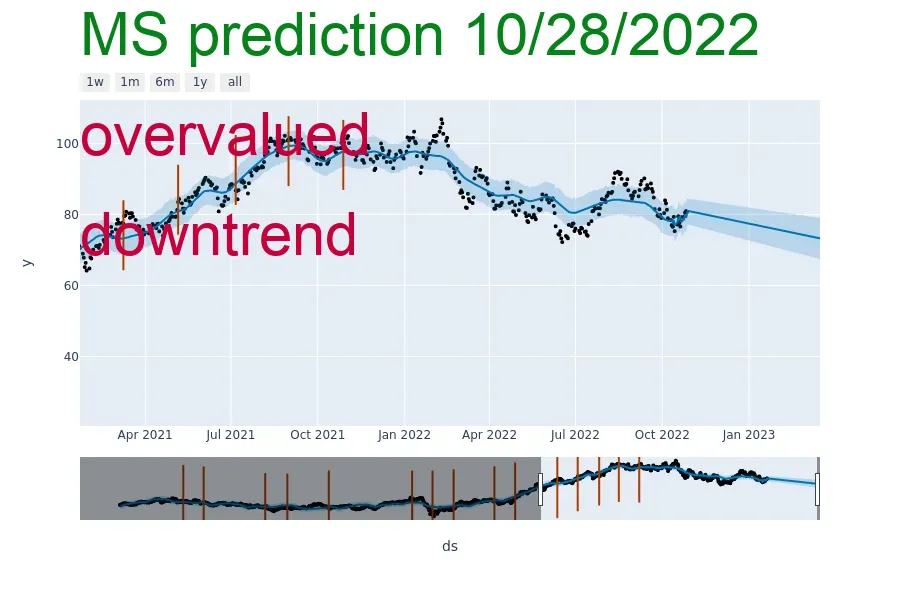 MS prediction 10/28/2022
1w 1m 6m 1y all
overvalued
downtrend
100
80
60
40
y
Apr 2021 Jul 2021 Oct 2021 Jan 2022 Apr 2022 Jul 2022 Oct 2022 Jan 2023
ds